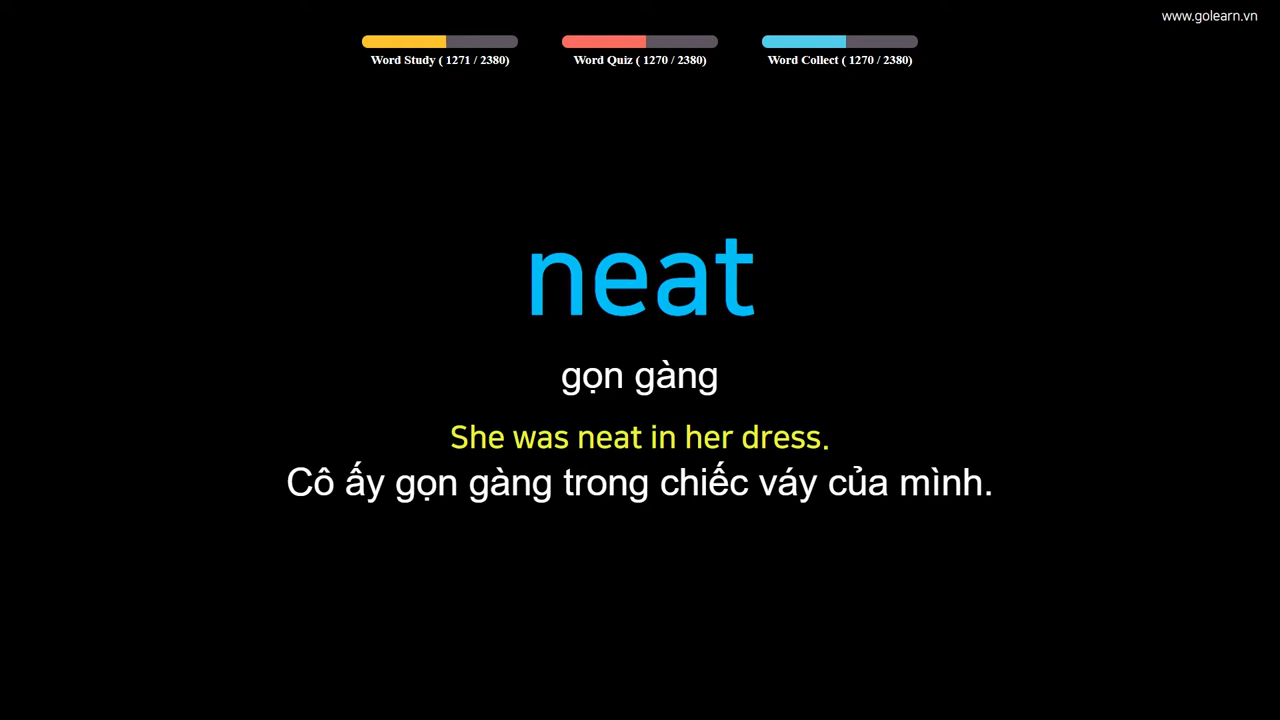 www.golearn.vn
Word Study ( 1271 / 2380)
Word Quiz ( 1270 / 2380)
Word Collect ( 1270 / 2380)
neat
gọn gàng
She was neat in her dress.
Cô ấy gọn gàng trong chiếc váy của mình.